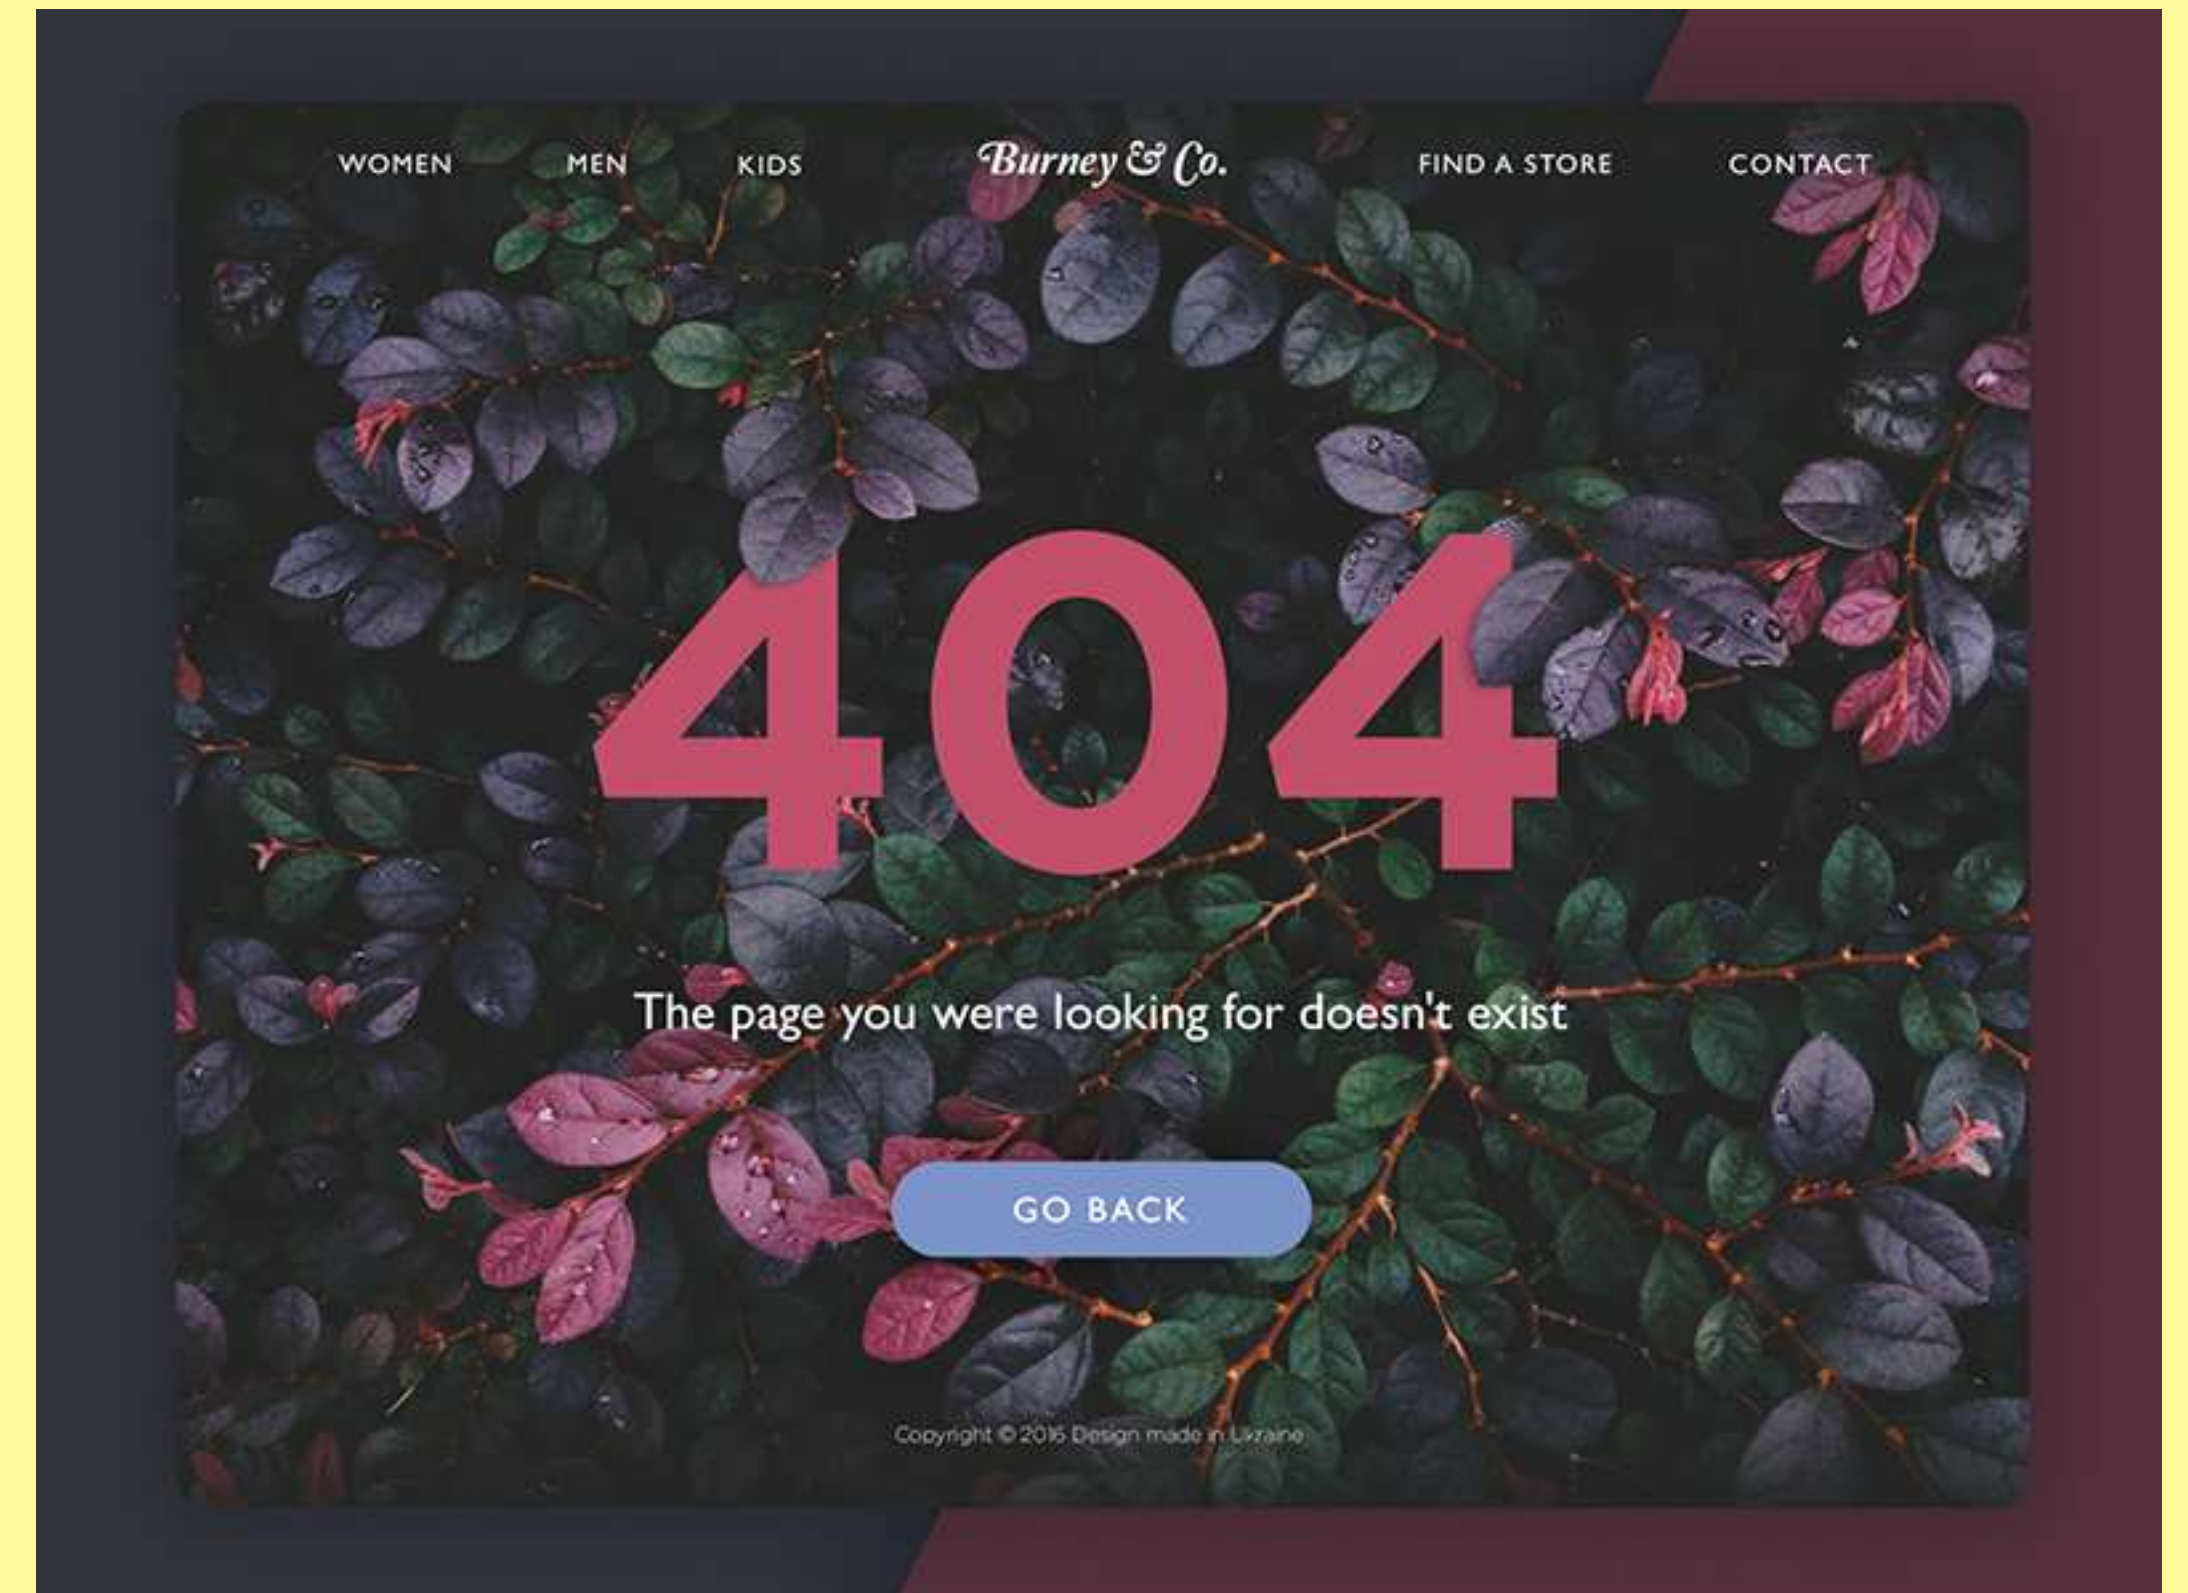 WOMEN MEN KIDS Burney & Co. FIND A STORE CONTACT
404
The page you were looking for doesn't exist
GO BACK
Copyright © 2016 Design made in Ukraine